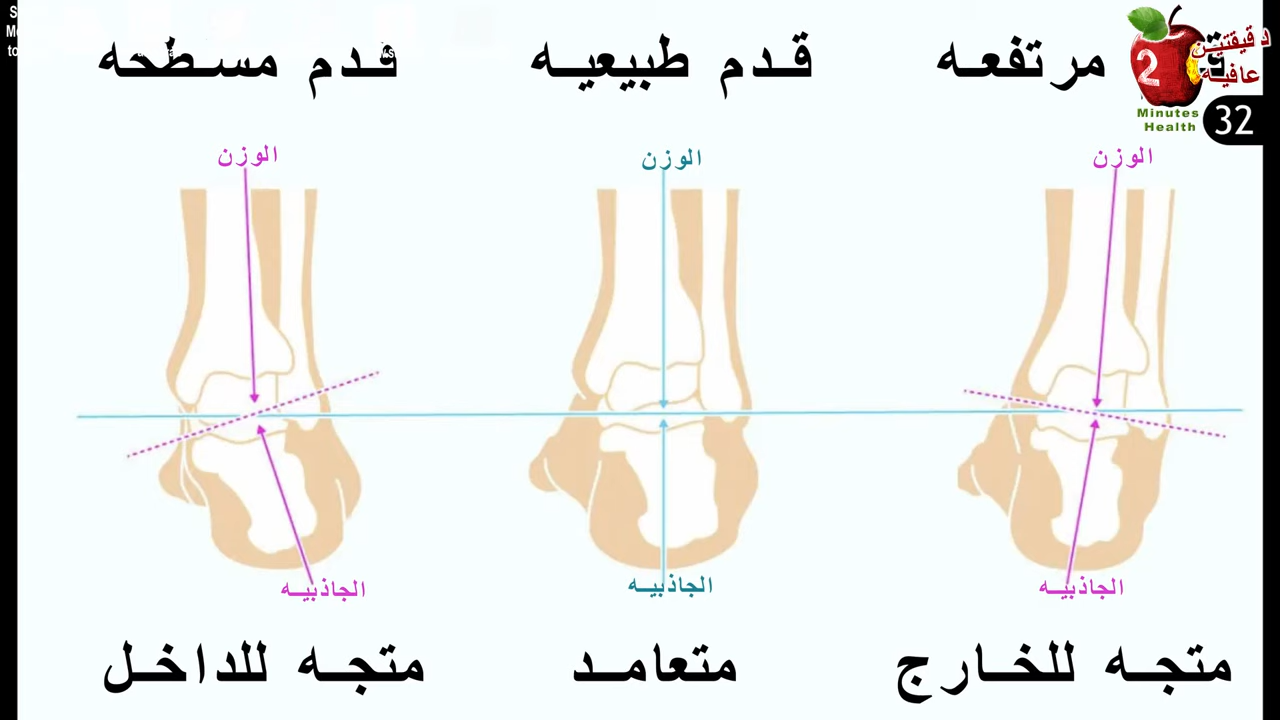 مرتفعه
قدم طبيعيه
قدم مسطحه
دقيقتين
عافيه
2
Minutes
Health
32
الوزن
الوزن
الوزن
الجاذبيه
الجاذبيه
الجاذبيه
متجه للخارج
متعامد
متجه للداخل